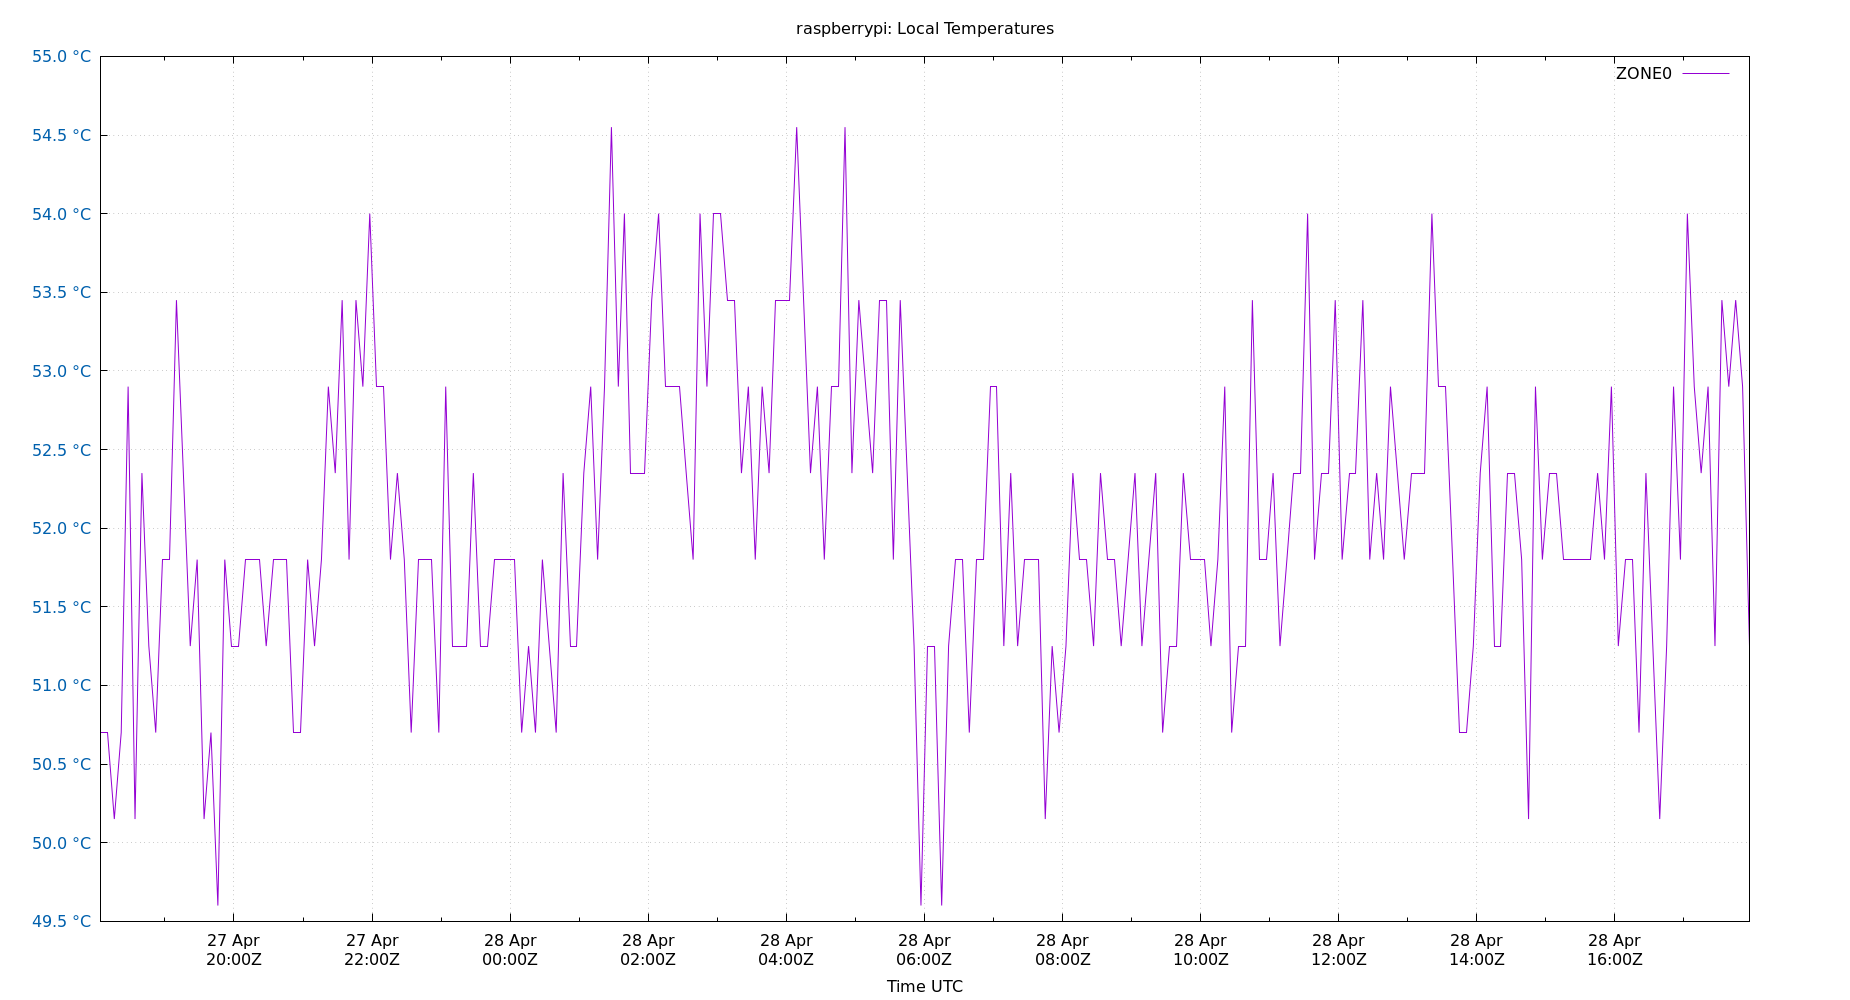 raspberrypi: Local Temperatures
ZONE0
55.0 °C
54.5 °C
54.0 °C
53.5 °C
53.0 °C
52.5 °C
52.0 °C
51.5 °C
51.0 °C
50.5 °C
50.0 °C
49.5 °C
27 Apr
20:00Z
27 Apr
22:00Z
28 Apr
00:00Z
28 Apr
02:00Z
28 Apr
04:00Z
28 Apr
06:00Z
28 Apr
08:00Z
28 Apr
10:00Z
28 Apr
12:00Z
28 Apr
14:00Z
28 Apr
16:00Z
Time UTC